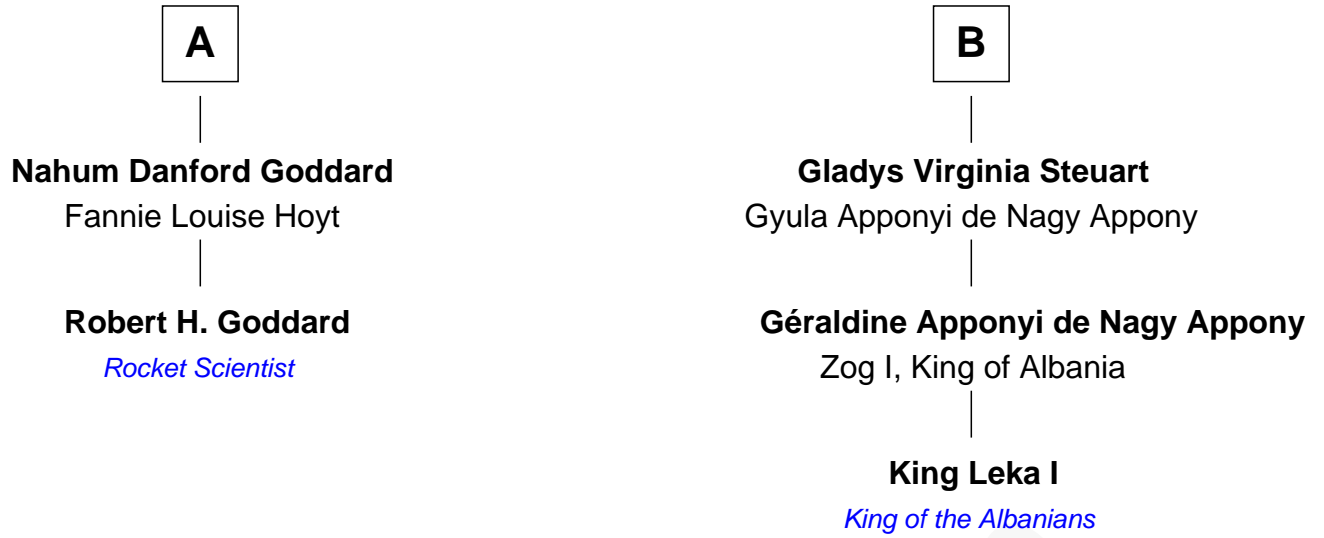 A
Nahum Danford Goddard
Fannie Louise Hoyt
Robert H. Goddard
Rocket Scientist
B
Gladys Virginia Steuart
Gyula Apponyi de Nagy Appony
Géraldine Apponyi de Nagy Appony
Zog I, King of Albania
King Leka I
King of the Albanians